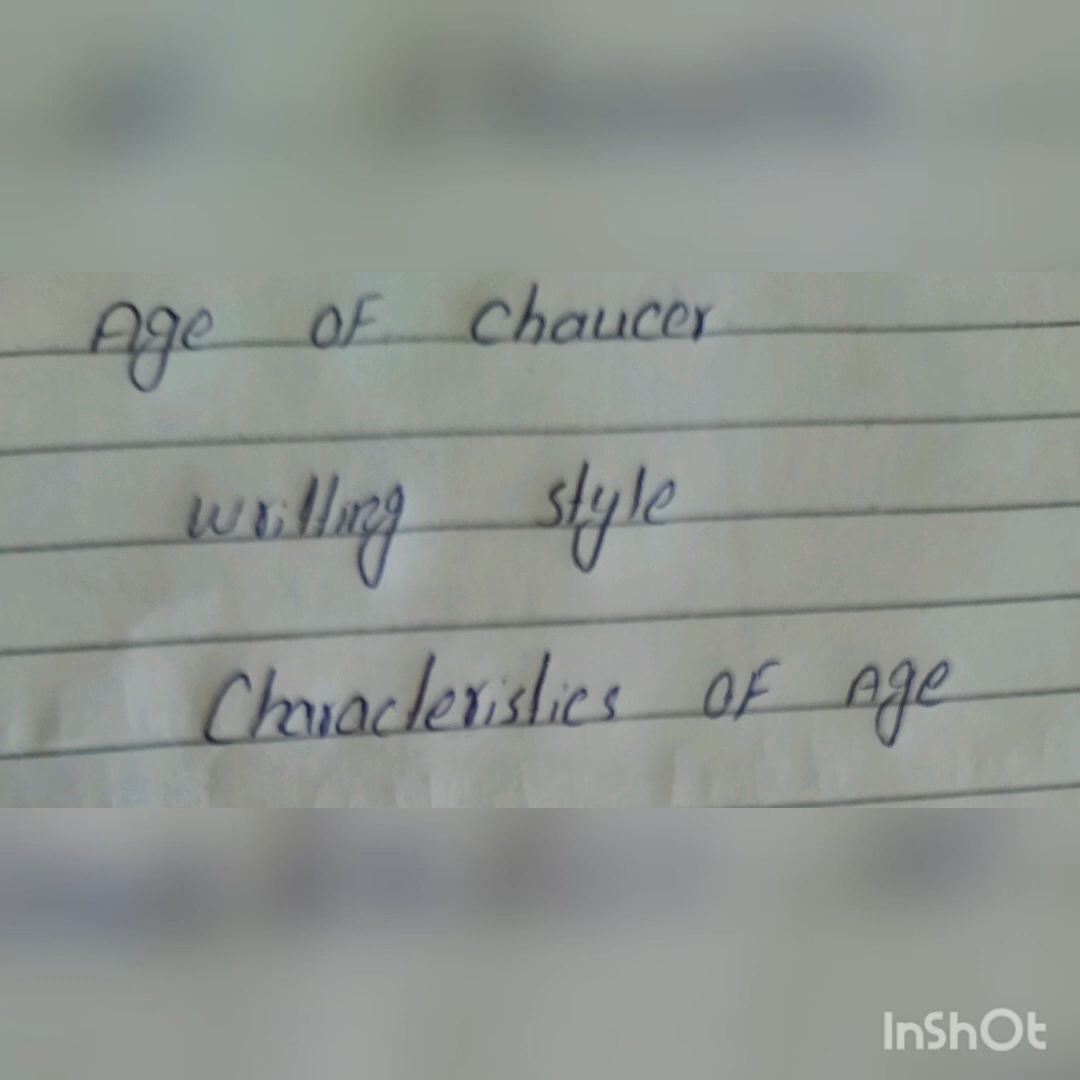 Age OF Chaucer
writting style
Characteristics OF Age
InShOt